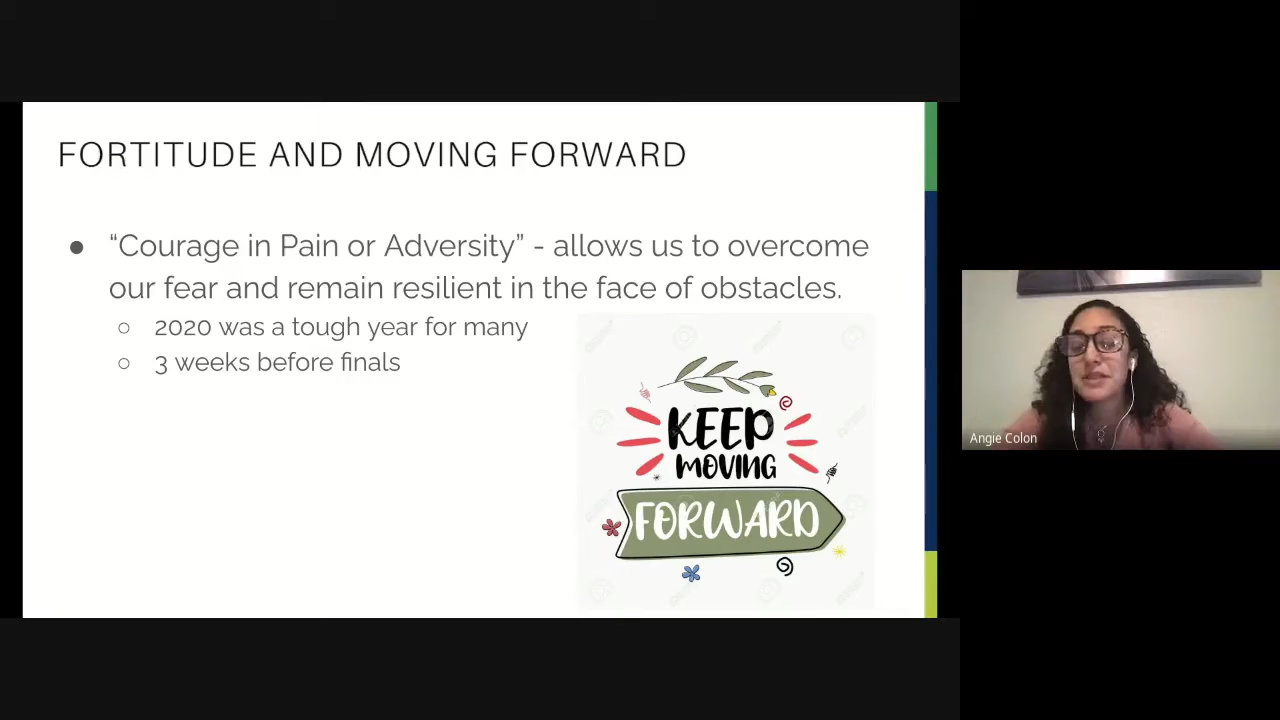 FORTITUDE AND MOVING FORWARD
● “Courage in Pain or Adversity” - allows us to overcome
our fear and remain resilient in the face of obstacles.
○ 2020 was a tough year for many
○ 3 weeks before finals
KEEP
MOVING
FORWARD
Angie Colon